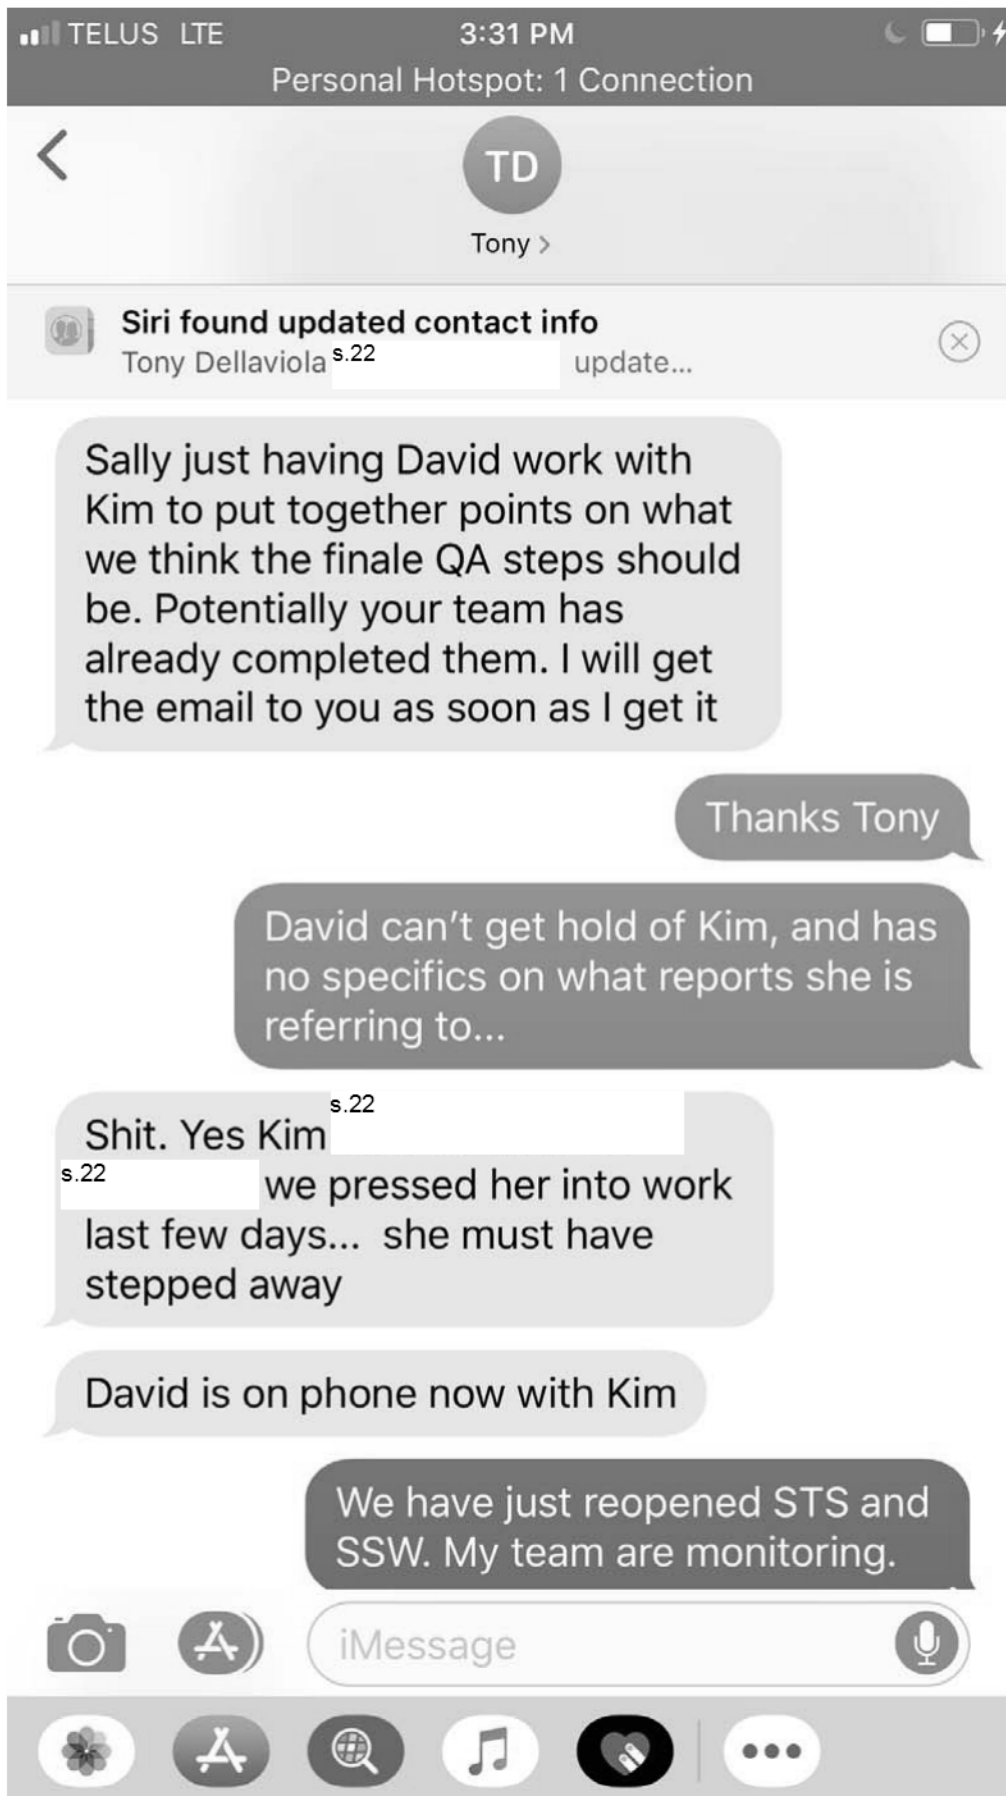 TELUS LTE 3:31 PM
Personal Hotspot: 1 Connection
TD
Tony >
Siri found updated contact info
Tony Dellaviola s.22 update...
Sally just having David work with
Kim to put together points on what
we think the finale QA steps should
be. Potentially your team has
already completed them. I will get
the email to you as soon as I get it
Thanks Tony
David can't get hold of Kim, and has
no specifics on what reports she is
referring to...
Shit. Yes Kim s.22
s.22 we pressed her into work
last few days... she must have
stepped away
David is on phone now with Kim
We have just reopened STS and
SSW. My team are monitoring.
iMessage